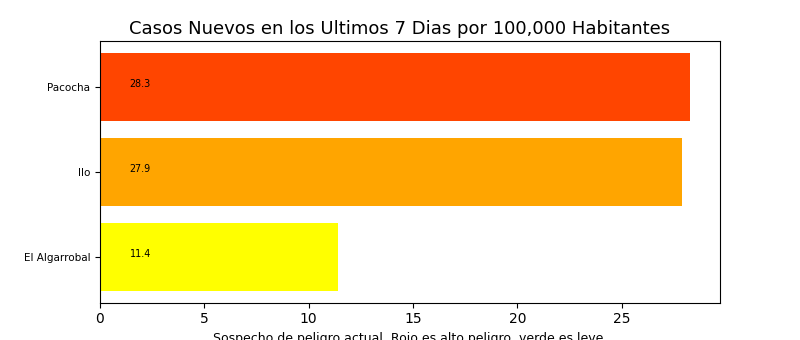 Casos Nuevos en los Ultimos 7 Dias por 100,000 Habitantes
Pacocha
28.3
Ilo
27.9
El Algarrobal
11.4
0 5 10 15 20 25
Sospecho de peligro actual. Rojo es alto peligro, verde es leve